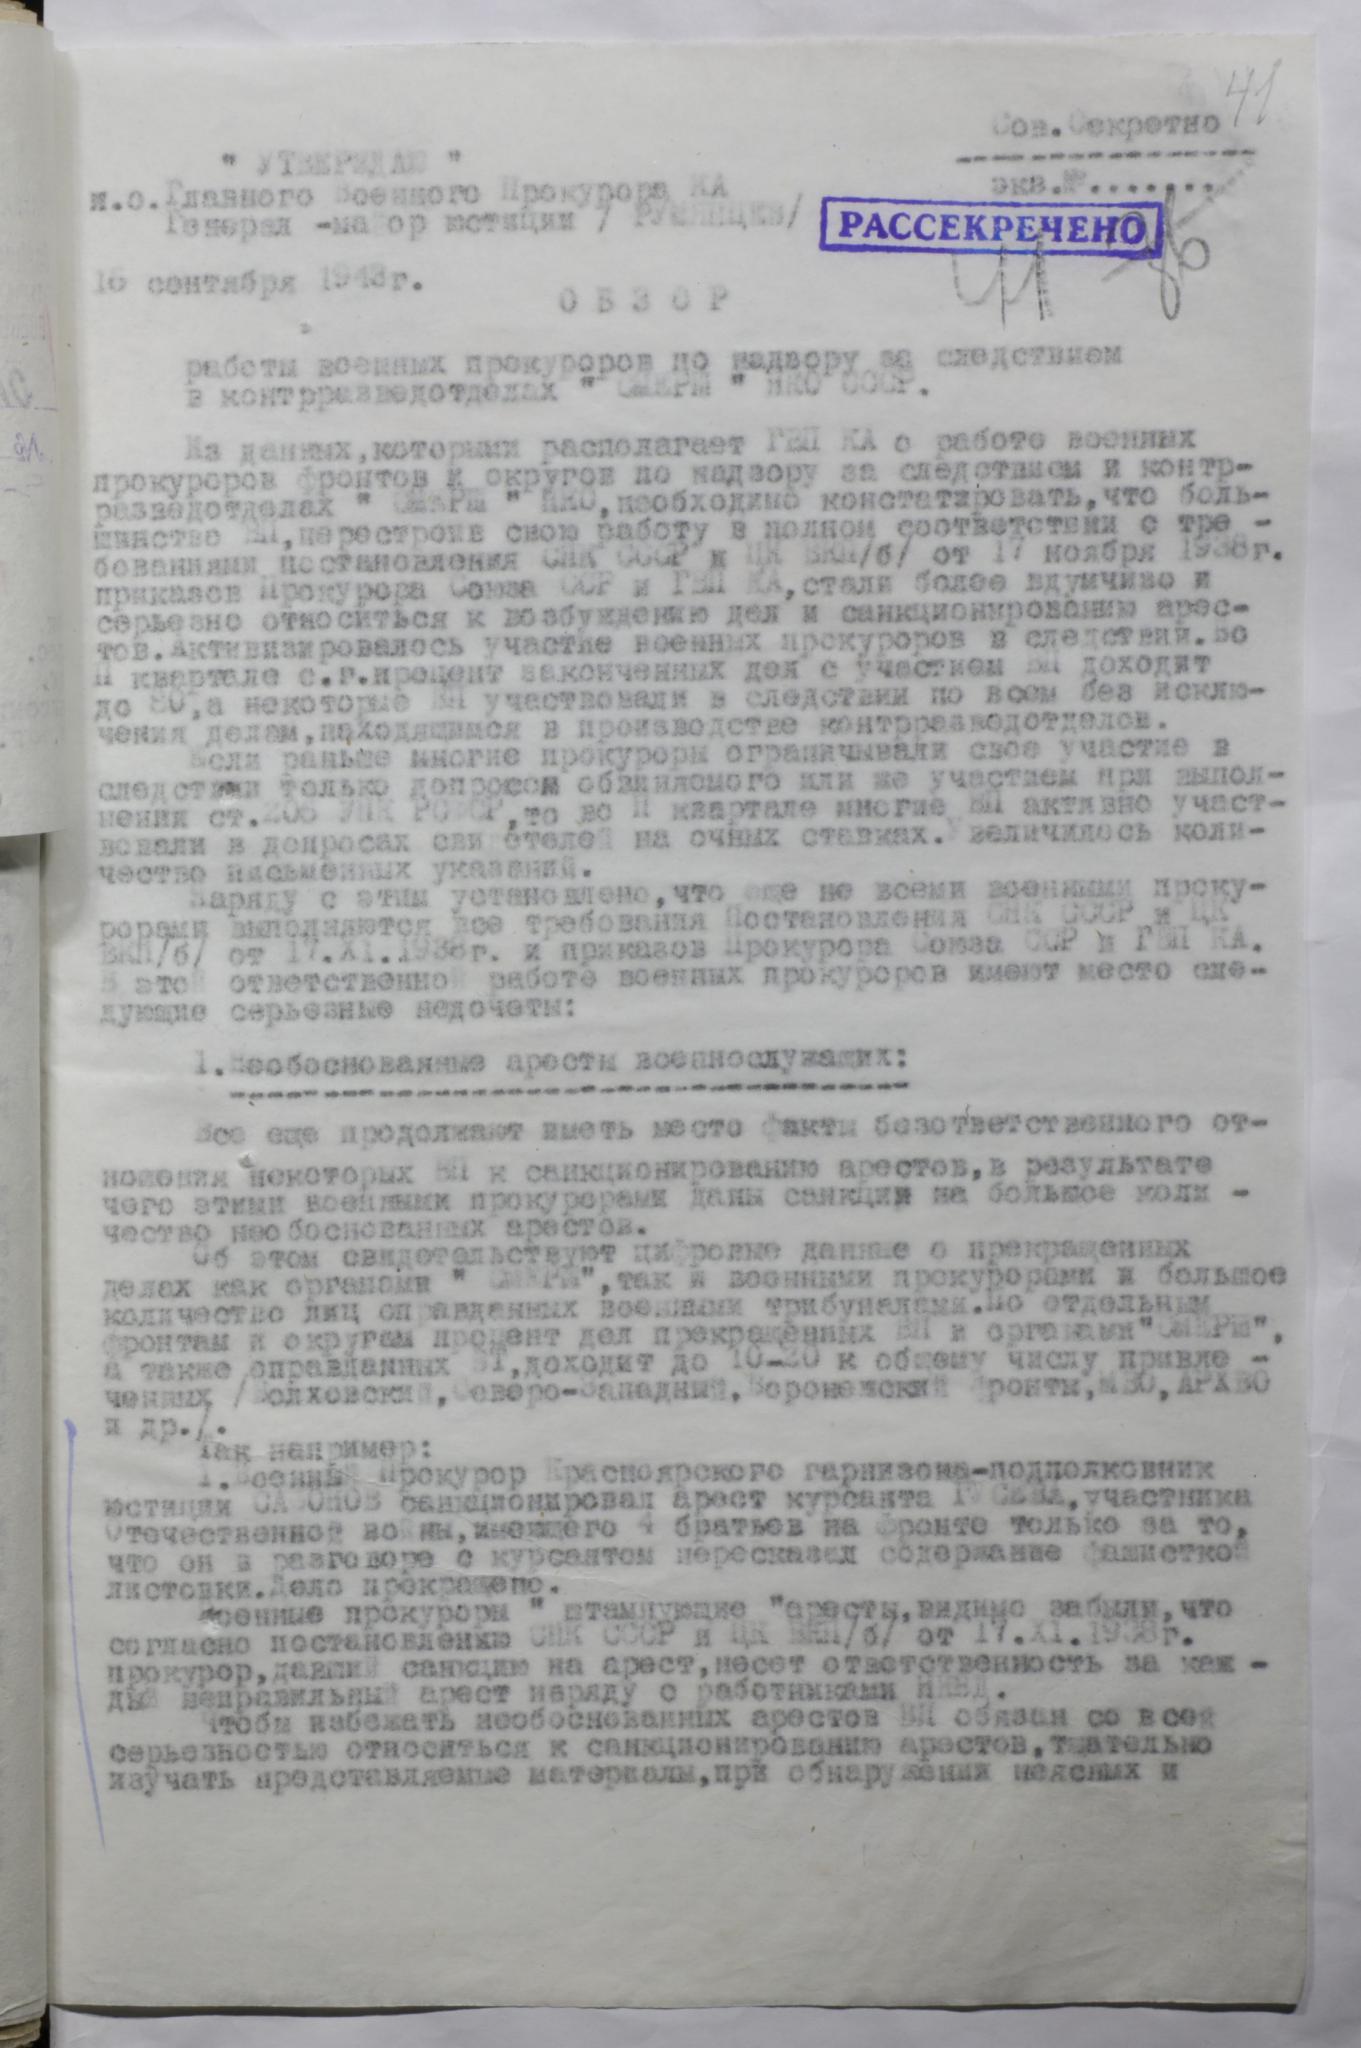 41
Сов.Секретно
экз.№.......
" УТВЕРЖДАЮ "
и.о.Главного Военного Прокурора КА
Генерал -майор юстиции /
РАССЕКРЕЧЕНО
41
16 сентября 1943г.
О Б З О Р
работы военных прокуроров по надзору за следствием
в контрразведотделах " СМЕРШ " НКО СССР.
Из данных,которыми располагает ГВП КА о работе военных
прокуроров фронтов и округов по надзору за следствием и контр-
разведотделах " СМЕРШ " НКО,необходимо констатировать,что боль-
шинство ВП,перестроив свою работу в полном соответствии с тре -
бованиями постановления СНК СССР и ЦК ВКП/б/ от 17 ноября 1938г.
приказов Прокурора Союза ССР и ГВП КА,стали более вдумчиво и
серьезно относиться к возбуждению дел и санкционированию арес-
тов.Активизировалось участие военных прокуроров в следствии.Во
П квартале с.г.процент законченных дел с участием ВП доходит
до 80,а некоторые ВП участвовали в следствии по всем без исклю-
чения делам,находящимся в производстве контрразведотделов.
Если раньше многие прокуроры ограничивали свое участие в
следствии только допросом обвиняемого или же участием при выпол-
нении ст.206 УПК РСФСР,то во П квартале многие ВП активно участ-
вовали в допросах свидетелей на очных ставках.Увеличилось коли-
чество письменных указаний.
Наряду с этим установлено,что еще не всеми военными проку-
рорами выполняются все требования Постановления СНК СССР и ЦК
ВКП/б/ от 17.XI.1938г. и приказов Прокурора Союза ССР и ГВП КА.
В этой ответственной работе военных прокуроров имеют место сле-
дующие серьезные недочеты:
1.Необоснованные аресты военнослужащих:
Все еще продолжают иметь место факты безответственного от-
ношения некоторых ВП к санкционированию арестов,в результате
чего этими военными прокурорами даны санкции на большое коли -
чество необоснованных арестов.
Об этом свидетельствуют цифровые данные о прекращенных
делах как органами " СМЕРШ",так и военными прокурорами и большое
количество лиц оправданных военными трибуналами.По отдельным
фронтам и округам процент дел прекращенных ВП и органами"СМЕРШ",
а также оправданных ВТ,доходит до 10-20 к общему числу привле -
ченных /Волховский,Северо-Западный,Воронежский фронты,МВО,АРХВО
и др./.
Так например:
1.Военный Прокурор Красноярского гарнизона-подполковник
юстиции САФОНОВ санкционировал арест курсанта ГУСЕВА,участника
Отечественной войны,имеющего 4 братьев на фронте только за то,
что он в разговоре с курсантом пересказал содержание фашисткой
листовки.Дело прекращено.
Военные прокуроры " штампующие "аресты,видимо забыли,что
согласно постановлению СНК СССР и ЦК ВКП/б/ от 17.XI.1938г.
прокурор,давший санкцию на арест,несет ответственность за каж -
дый неправильный арест наряду с работниками НКВД.
Чтобы избежать необоснованных арестов ВП обязан со всей
серьезностью относиться к санкционированию арестов,тщательно
изучать представляемые материалы,при обнаружении неясных и